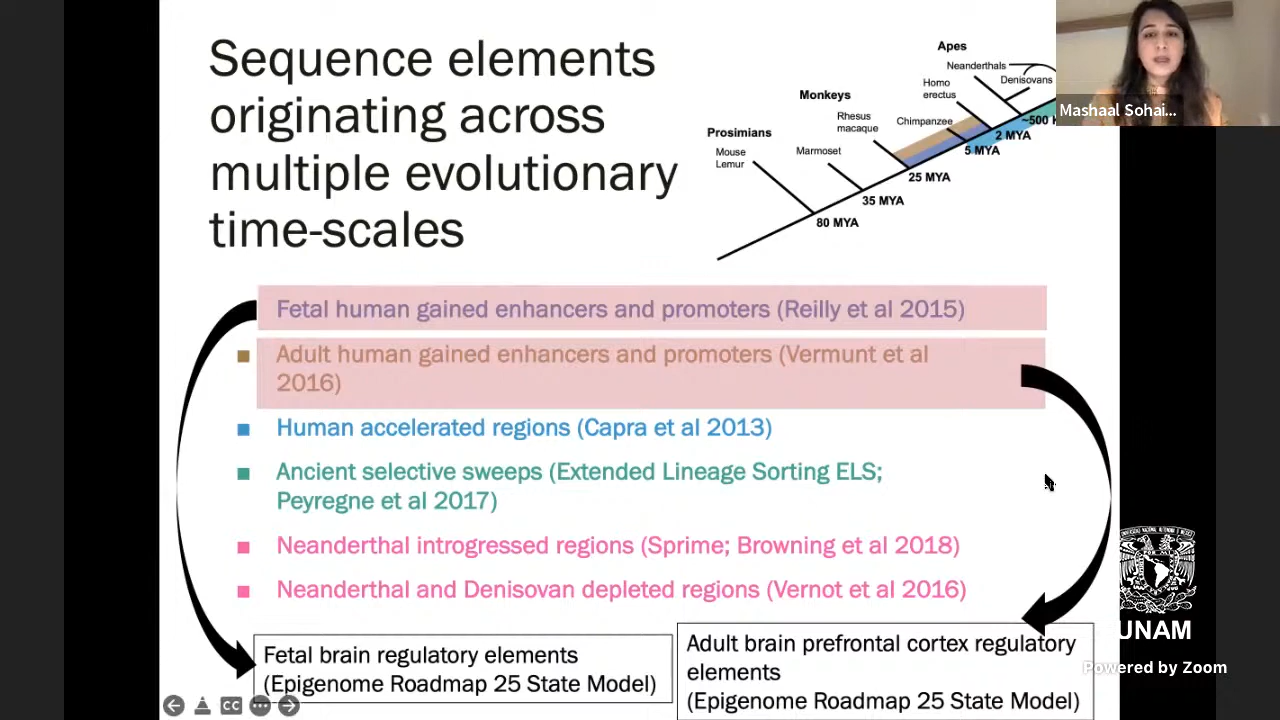 Sequence elements
originating across
multiple evolutionary
time-scales
Apes
Neanderthals
Denisovans
Homo
erectus
Monkeys
Chimpanzee
Rhesus
macaque
Prosimians
Mouse
Lemur
Marmoset
~500
2 MYA
5 MYA
25 MYA
35 MYA
80 MYA
Mashaal Sohai...
Fetal human gained enhancers and promoters (Reilly et al 2015)
Adult human gained enhancers and promoters (Vermunt et al
2016)
Human accelerated regions (Capra et al 2013)
Ancient selective sweeps (Extended Lineage Sorting ELS;
Peyregne et al 2017)
Neanderthal introgressed regions (Sprime; Browning et al 2018)
Neanderthal and Denisovan depleted regions (Vernot et al 2016)
Fetal brain regulatory elements
(Epigenome Roadmap 25 State Model)
Adult brain prefrontal cortex regulatory
elements
(Epigenome Roadmap 25 State Model)
CC
UNAM
Powered by Zoom